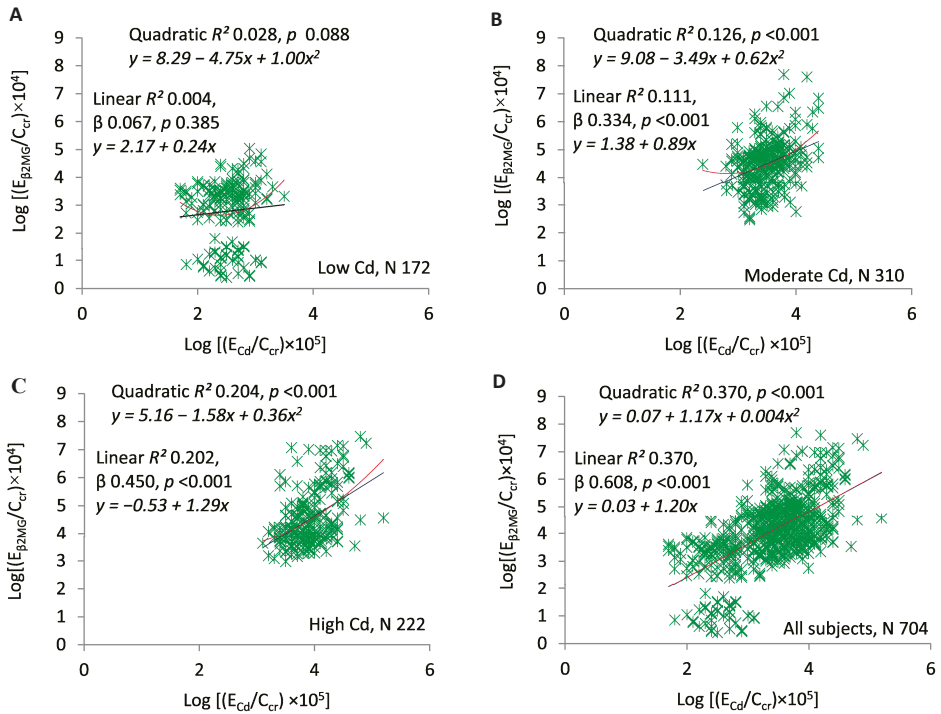 A
Quadratic R² 0.028, p 0.088
y = 8.29 − 4.75x + 1.00x²
Linear R² 0.004,
β 0.067, p 0.385
y = 2.17 + 0.24x
Log [(Eβ2MG/Ccr)×10⁴)
9
8
7
6
5
4
3
2
1
0
Low Cd, N 172
0 2 4 6
Log [(ECd/Ccr)×10⁵)
B
Quadratic R² 0.126, p <0.001
y = 9.08 − 3.49x + 0.62x²
Linear R² 0.111,
β 0.334, p <0.001
y = 1.38 + 0.89x
Log [(Eβ2MG/Ccr)×10⁴)
9
8
7
6
5
4
3
2
1
0
Moderate Cd, N 310
0 2 4 6
Log [(ECd/Ccr) ×10⁵]
C
Quadratic R² 0.204, p <0.001
y = 5.16 − 1.58x + 0.36x²
Linear R² 0.202,
β 0.450, p <0.001
y = −0.53 + 1.29x
Log[(Eβ2MG/Ccr)×10⁴)
9
8
7
6
5
4
3
2
1
0
High Cd, N 222
0 2 4 6
Log [(ECd/Ccr) ×10⁵]
D
Quadratic R² 0.370, p <0.001
y = 0.07 + 1.17x + 0.004x²
Linear R² 0.370,
β 0.608, p <0.001
y = 0.03 + 1.20x
Log [(Eβ2MG/Ccr)×10⁴)
9
8
7
6
5
4
3
2
1
0
All subjects, N 704
0 2 4 6
Log [(ECd/Ccr) ×10⁵]